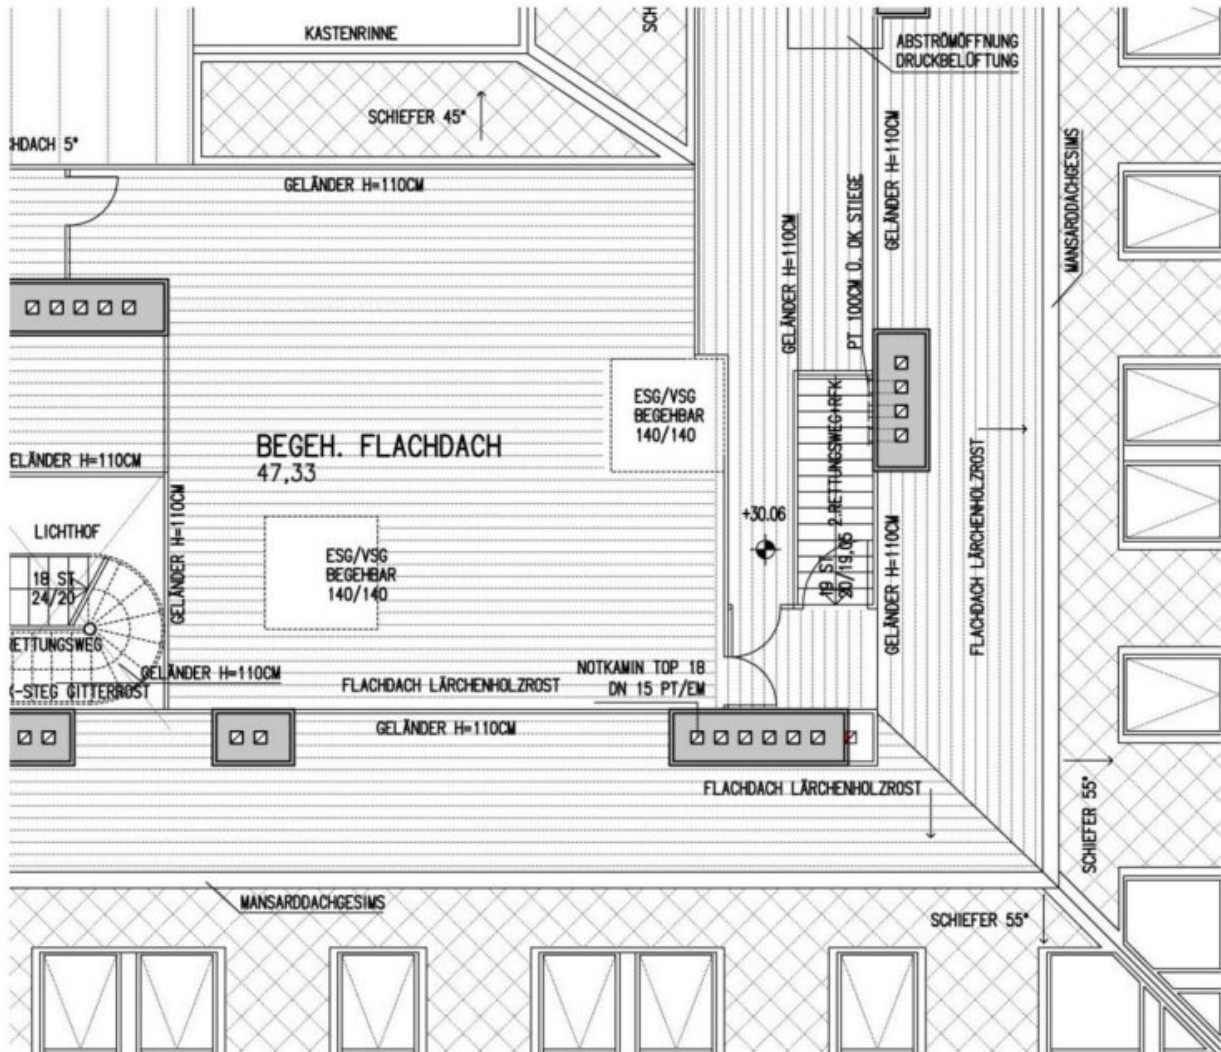 KASTENRINNE
SCH
ABSTRÖMÖFFNUNG
DRUCKBELÜFTUNG
SCHIEFER 45°
HDACH 5°
GELÄNDER H=110CM
GELÄNDER H=110CM
MANSARDDACHGESIMS
PT 100CM Ü. DK STIEGE
GELÄNDER H=110CM
ESG/VSG
BEGEHBAR
140/140
BEGEH. FLACHDACH
47,33
ELÄNDER H=110CM
GELÄNDER H=110CM
LICHTHOF
18 ST
24/20
ESG/VSG
BEGEHBAR
140/140
+30.06
2.RETTUNGSWEG+RFK
19 ST
20/19,05
GELÄNDER H=110CM
FLACHDACH LÄRCHENHOLZROST
ETTUNGSWEG
GELÄNDER H=110CM
-STEG GITTERROST
FLACHDACH LÄRCHENHOLZROST
NOTKAMIN TOP 18
DN 15 PT/EM
GELÄNDER H=110CM
FLACHDACH LÄRCHENHOLZROST
SCHIEFER 55°
MANSARDDACHGESIMS
SCHIEFER 55°